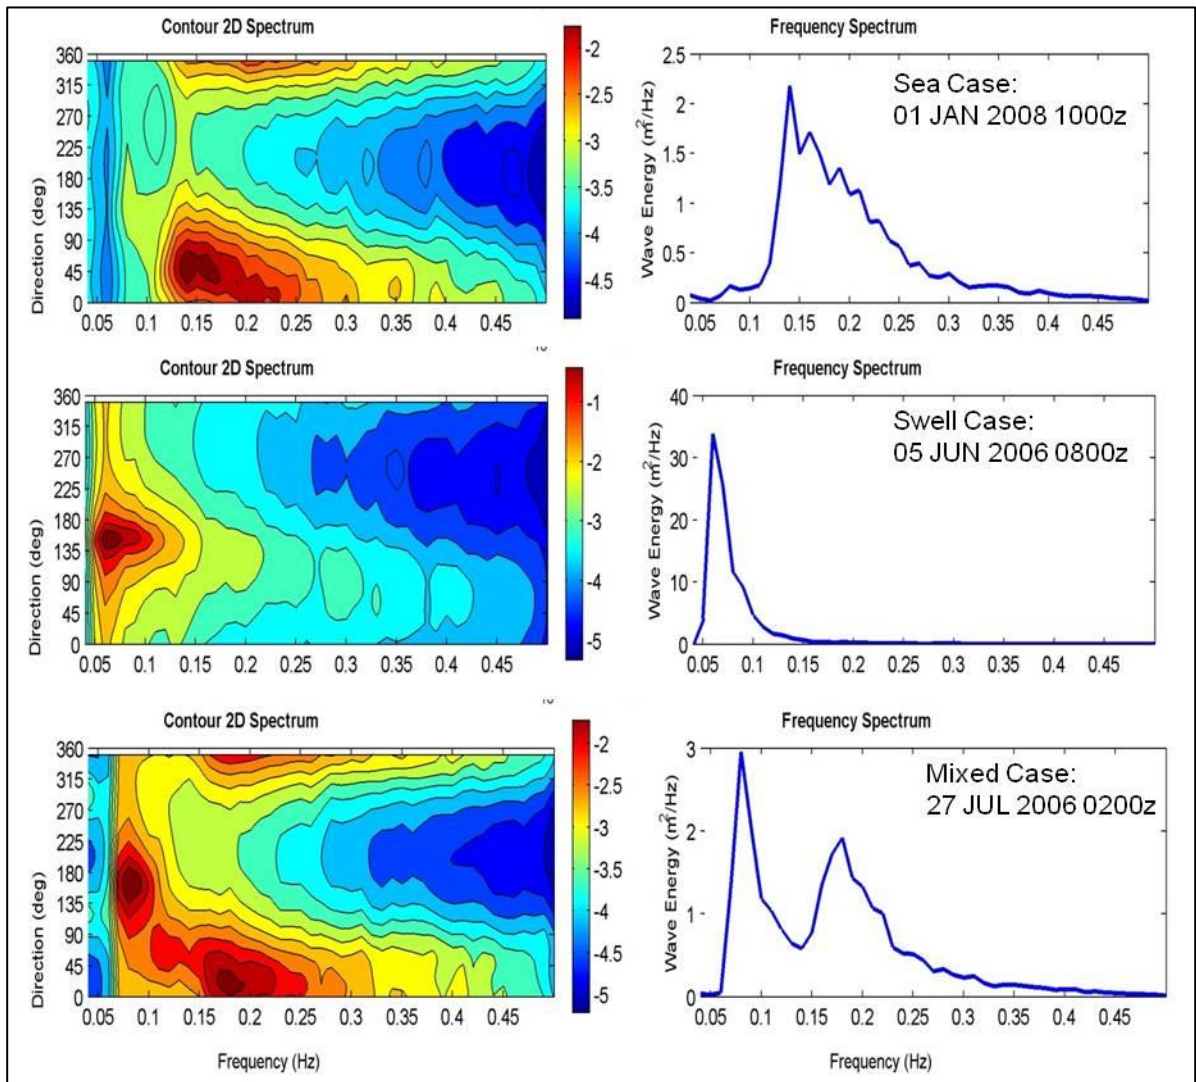 Contour 2D Spectrum
Frequency Spectrum
360
315
270
225
180
135
90
45
0
Direction (deg)
0.05 0.1 0.15 0.2 0.25 0.3 0.35 0.4 0.45
-2
-2.5
-3
-3.5
-4
-4.5
2.5
2
1.5
1
0.5
0
Wave Energy (m²/Hz)
0.05 0.1 0.15 0.2 0.25 0.3 0.35 0.4 0.45
Sea Case:
01 JAN 2008 1000z
Contour 2D Spectrum
Frequency Spectrum
360
315
270
225
180
135
90
45
0
Direction (deg)
0.05 0.1 0.15 0.2 0.25 0.3 0.35 0.4 0.45
-1
-2
-3
-4
-5
40
30
20
10
0
Wave Energy (m²/Hz)
0.05 0.1 0.15 0.2 0.25 0.3 0.35 0.4 0.45
Swell Case:
05 JUN 2006 0800z
Contour 2D Spectrum
Frequency Spectrum
360
315
270
225
180
135
90
45
0
Direction (deg)
0.05 0.1 0.15 0.2 0.25 0.3 0.35 0.4 0.45
Frequency (Hz)
-2
-2.5
-3
-3.5
-4
-4.5
-5
3
2
1
0
Wave Energy (m²/Hz)
0.05 0.1 0.15 0.2 0.25 0.3 0.35 0.4 0.45
Frequency (Hz)
Mixed Case:
27 JUL 2006 0200z